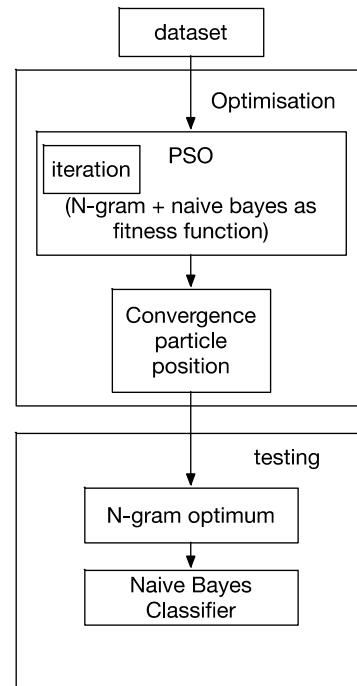 dataset
Optimisation
PSO
iteration
(N-gram + naive bayes as
fitness function)
Convergence
particle
position
testing
N-gram optimum
Naive Bayes
Classifier